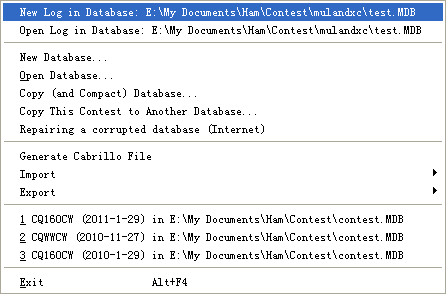 New Log in Database: E:\My Documents\Ham\Contest\mulandxc\test.MDB
Open Log in Database: E:\My Documents\Ham\Contest\mulandxc\test.MDB
New Database...
Open Database...
Copy (and Compact) Database...
Copy This Contest to Another Database...
Repairing a corrupted database (Internet)
Generate Cabrillo File
Import
Export
1 CQ160CW (2011-1-29) in E:\My Documents\Ham\Contest\contest.MDB
2 CQWWCW (2010-11-27) in E:\My Documents\Ham\Contest\contest.MDB
3 CQ160CW (2010-1-29) in E:\My Documents\Ham\Contest\contest.MDB
Exit Alt+F4